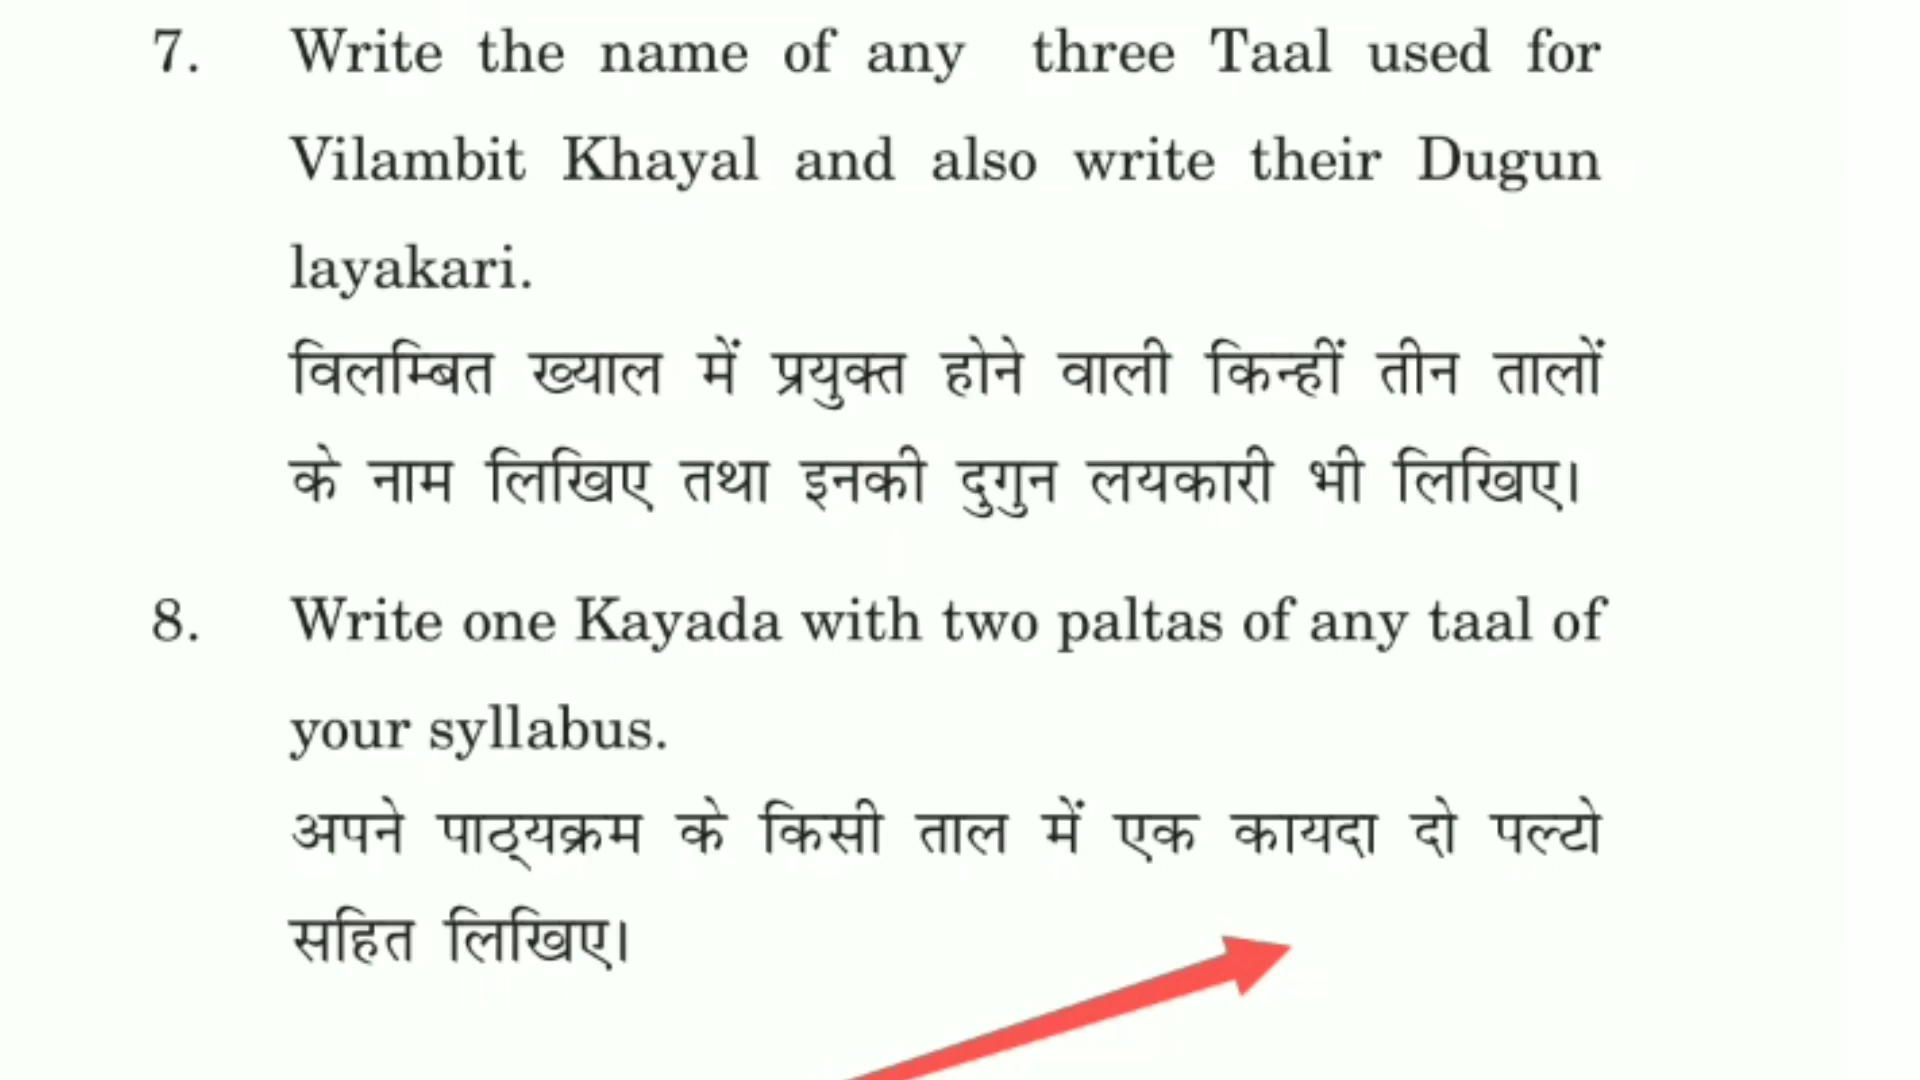 7. Write the name of any three Taal used for
Vilambit Khayal and also write their Dugun
layakari.
विलम्बित ख्याल में प्रयुक्त होने वाली किन्हीं तीन तालों
के नाम लिखिए तथा इनकी दुगुन लयकारी भी लिखिए।
8. Write one Kayada with two paltas of any taal of
your syllabus.
अपने पाठ्यक्रम के किसी ताल में एक कायदा दो पल्टो
सहित लिखिए।